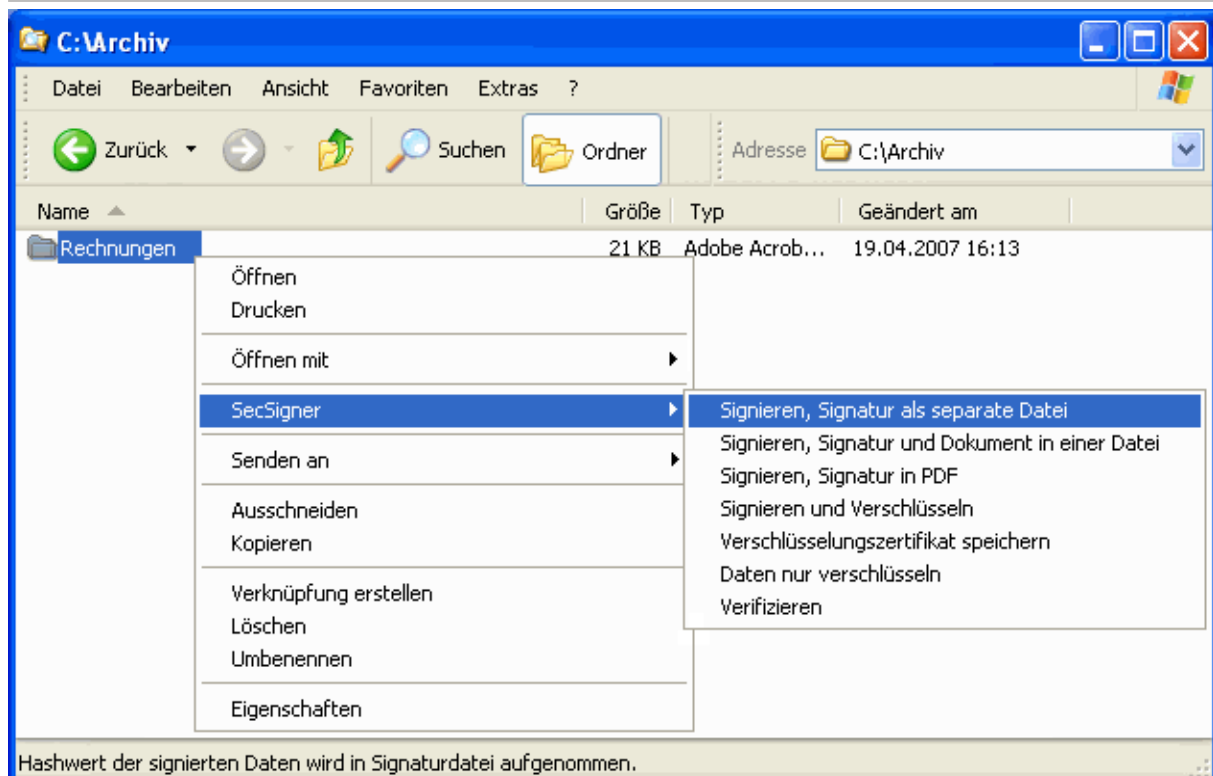 C:\Archiv
Datei Bearbeiten Ansicht Favoriten Extras ?
Zurück Suchen Ordner Adresse C:\Archiv
Name Größe Typ Geändert am
Rechnungen 21 KB Adobe Acrob... 19.04.2007 16:13
Öffnen
Drucken
Öffnen mit
SecSigner
Senden an
Ausschneiden
Kopieren
Verknüpfung erstellen
Löschen
Umbenennen
Eigenschaften
Signieren, Signatur als separate Datei
Signieren, Signatur und Dokument in einer Datei
Signieren, Signatur in PDF
Signieren und Verschlüsseln
Verschlüsselungszertifikat speichern
Daten nur verschlüsseln
Verifizieren
Hashwert der signierten Daten wird in Signaturdatei aufgenommen.